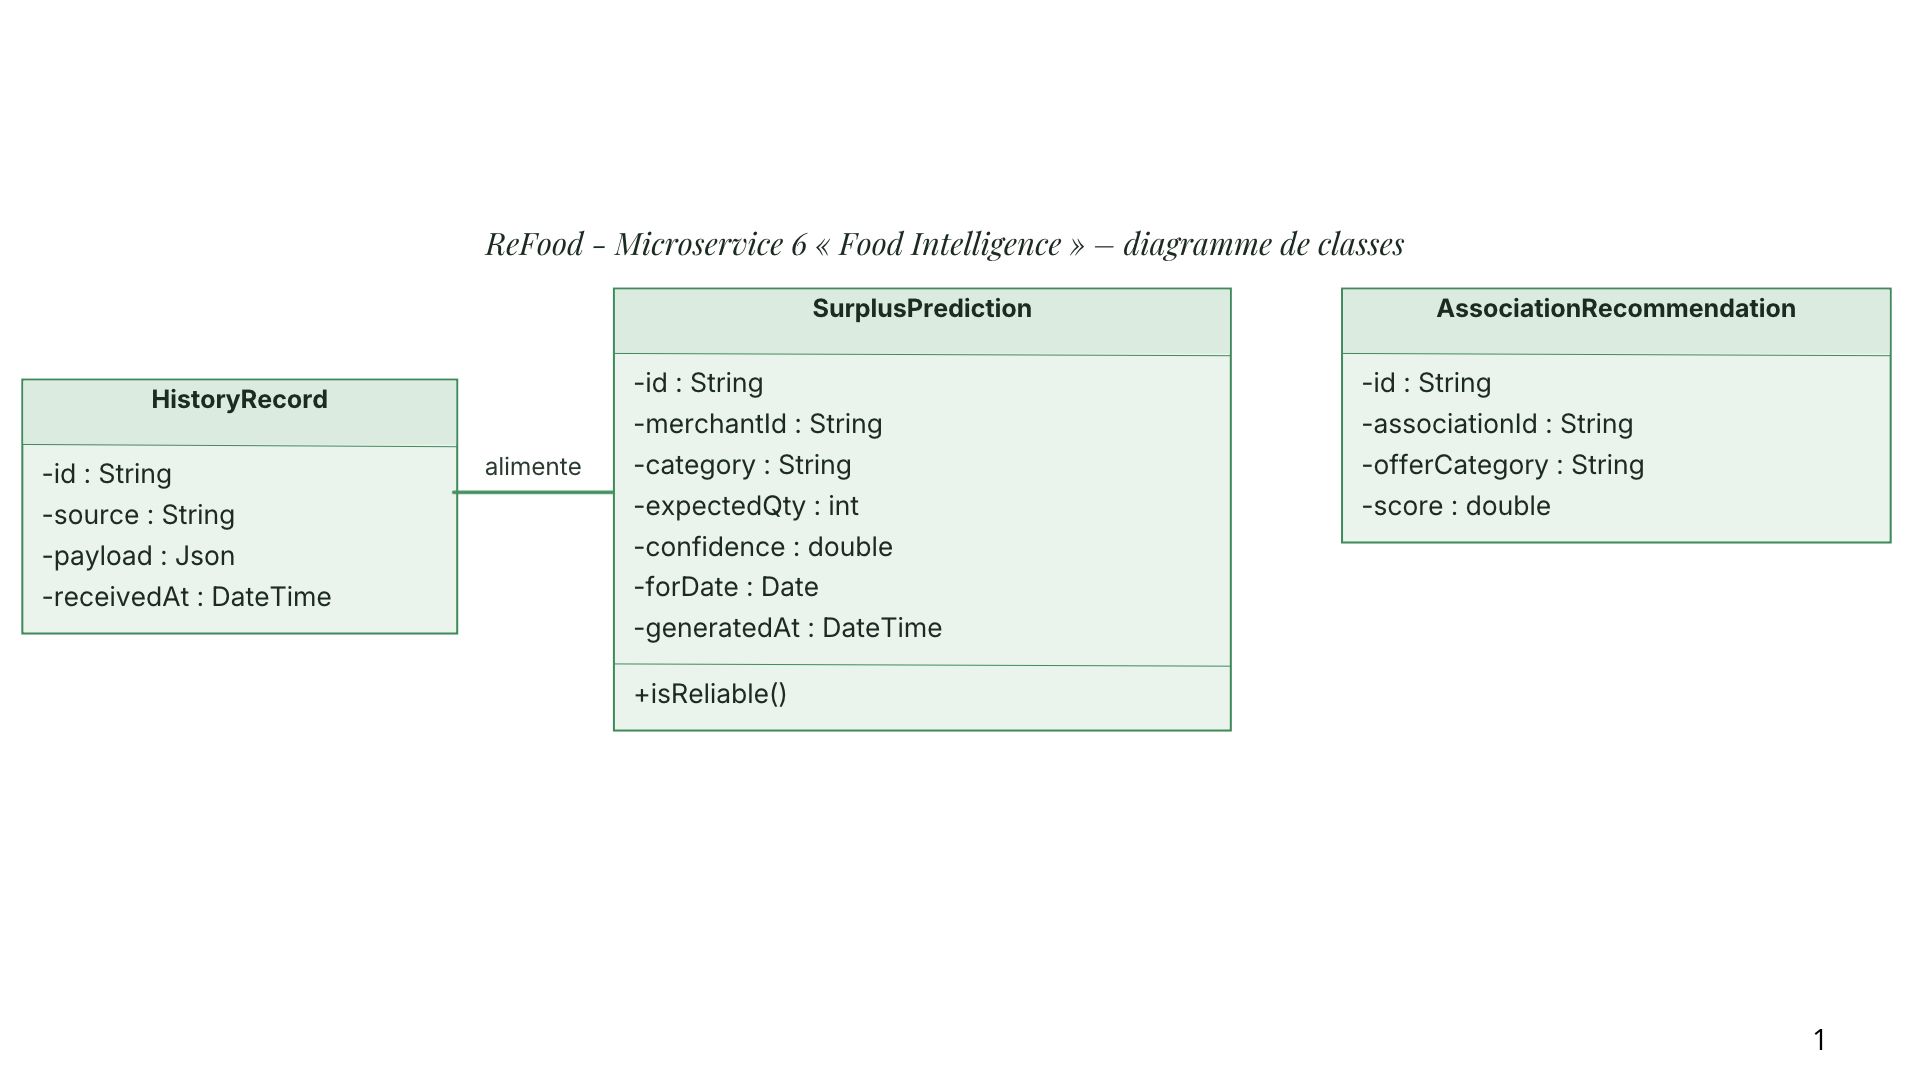 ReFood - Microservice 6 « Food Intelligence » – diagramme de classes
HistoryRecord
-id : String
-source : String
-payload : Json
-receivedAt : DateTime
alimente
SurplusPrediction
-id : String
-merchantId : String
-category : String
-expectedQty : int
-confidence : double
-forDate : Date
-generatedAt : DateTime
+isReliable()
AssociationRecommendation
-id : String
-associationId : String
-offerCategory : String
-score : double
1